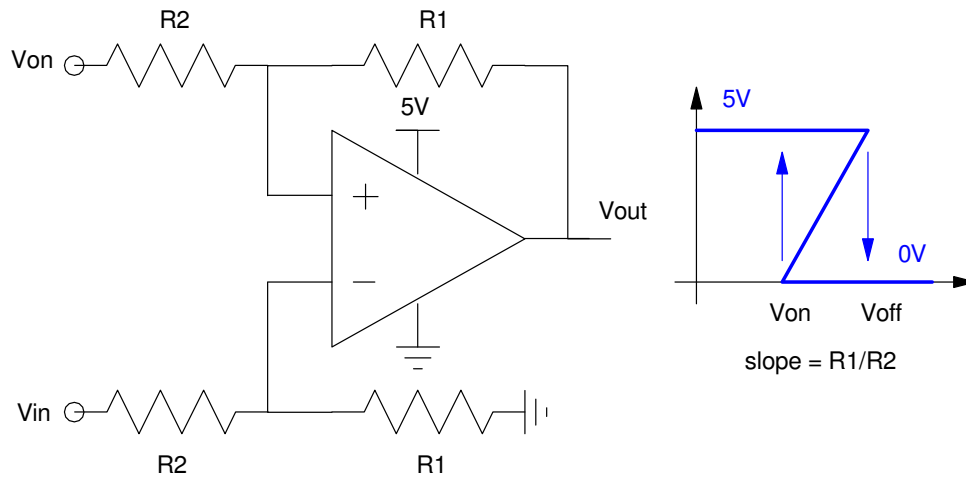 R2
R1
Von
5V
+
Vout
−
Vin
R2
R1
5V
0V
Von
Voff
slope = R1/R2